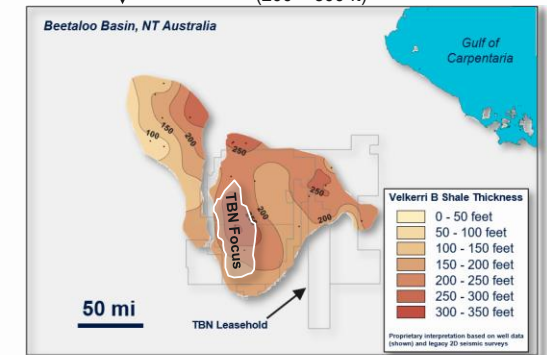 Beetaloo Basin, NT Australia
Gulf of
Carpentaria
100
150
200
250
250
200
200
TBN Focus
50 mi
TBN Leasehold
Velkerri B Shale Thickness
0 - 50 feet
50 - 100 feet
100 - 150 feet
150 - 200 feet
200 - 250 feet
250 - 300 feet
300 - 350 feet
Proprietary interpretation based on well data
(shown) and legacy 2D seismic surveys